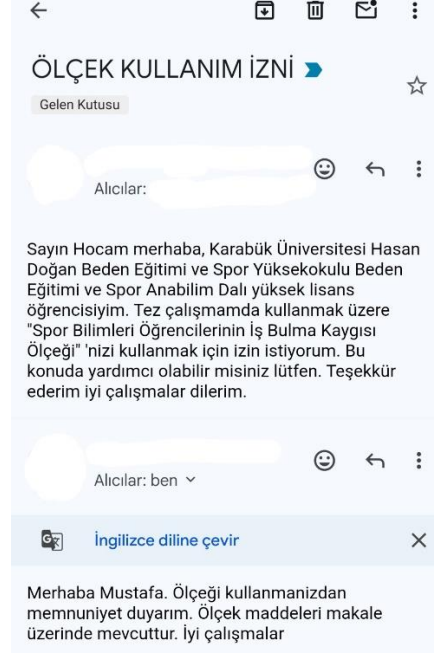 ÖLÇEK KULLANIM İZNİ
Gelen Kutusu
Alıcılar:
Sayın Hocam merhaba, Karabük Üniversitesi Hasan
Doğan Beden Eğitimi ve Spor Yüksekokulu Beden
Eğitimi ve Spor Anabilim Dalı yüksek lisans
öğrencisiyim. Tez çalışmamda kullanmak üzere
"Spor Bilimleri Öğrencilerinin İş Bulma Kaygısı
Ölçeği" 'nizi kullanmak için izin istiyorum. Bu
konuda yardımcı olabilir misiniz lütfen. Teşekkür
ederim iyi çalışmalar dilerim.
Alıcılar: ben
İngilizce diline çevir
Merhaba Mustafa. Ölçeği kullanmanizdan
memnuniyet duyarım. Ölçek maddeleri makale
üzerinde mevcuttur. İyi çalışmalar